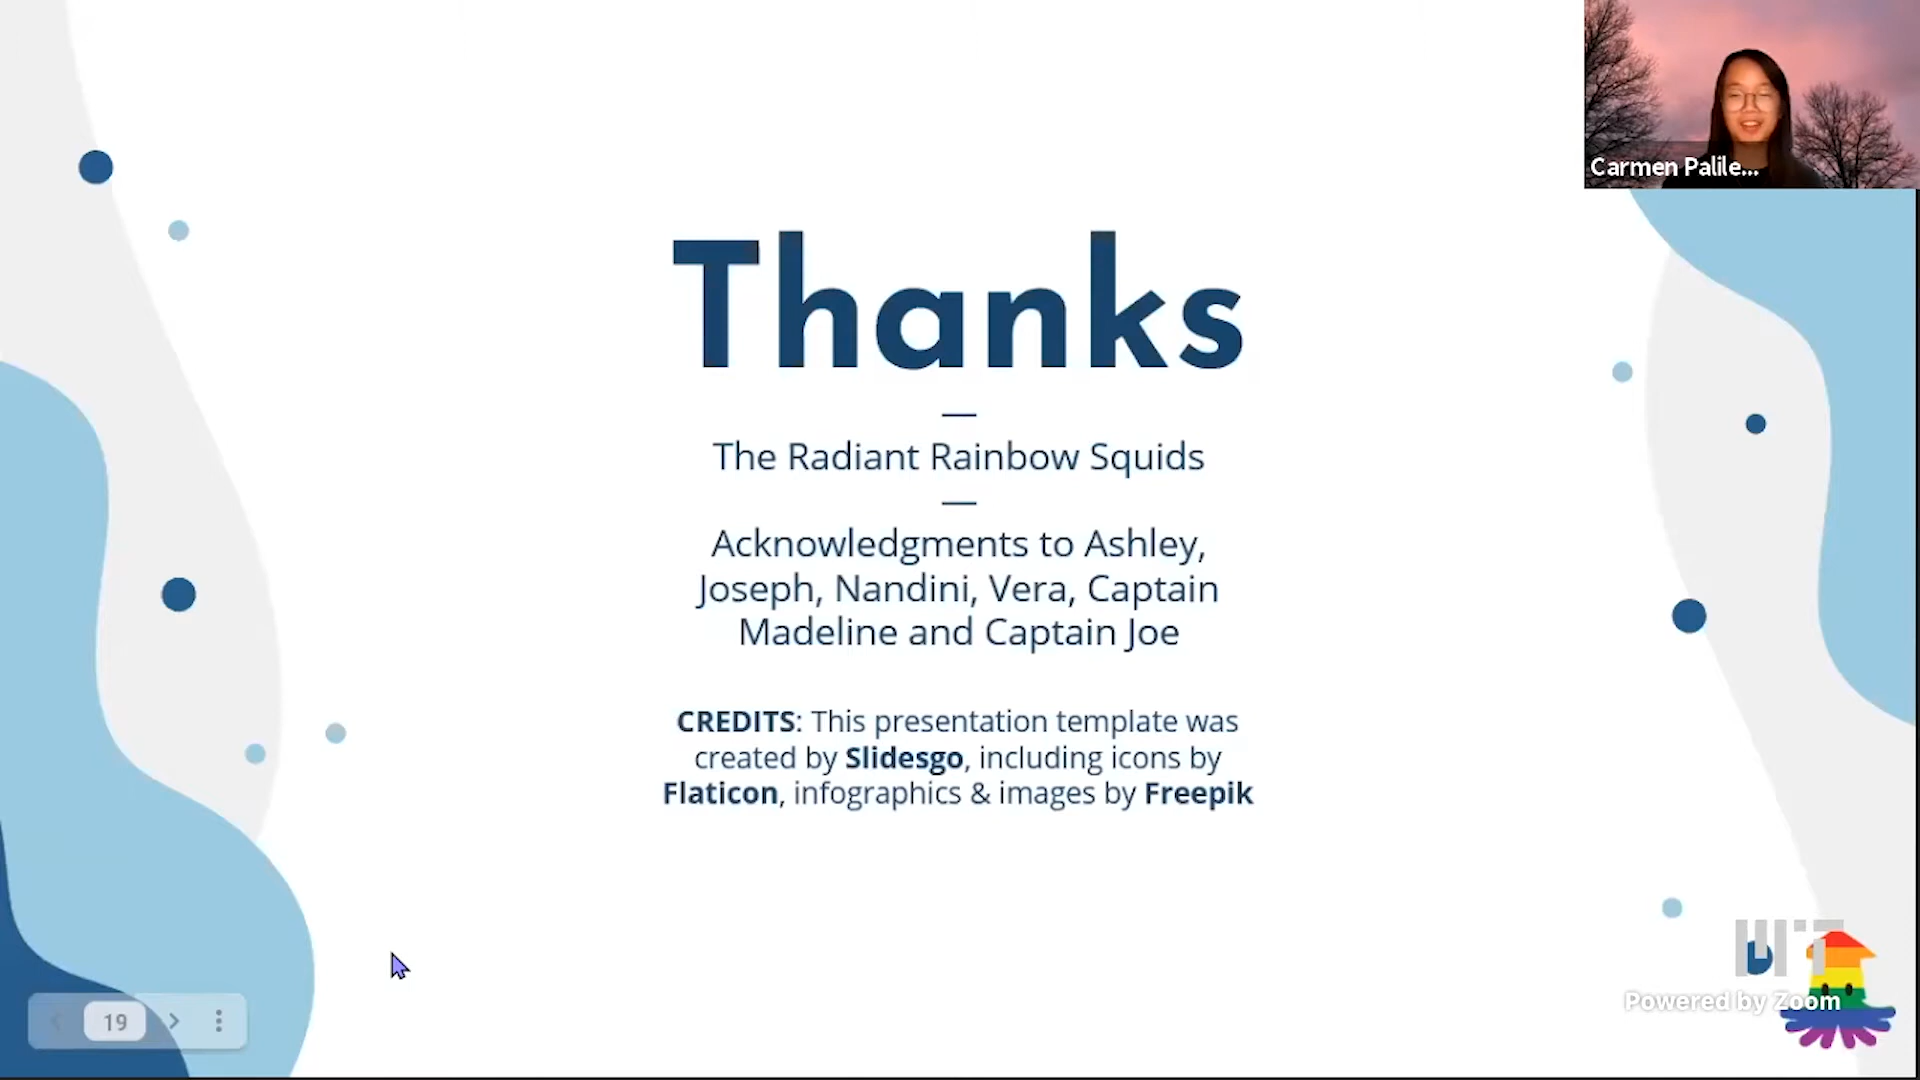 Carmen Palile...
Thanks
—
The Radiant Rainbow Squids
—
Acknowledgments to Ashley,
Joseph, Nandini, Vera, Captain
Madeline and Captain Joe
CREDITS: This presentation template was
created by Slidesgo, including icons by
Flaticon, infographics & images by Freepik
MIT
Powered by Zoom
19